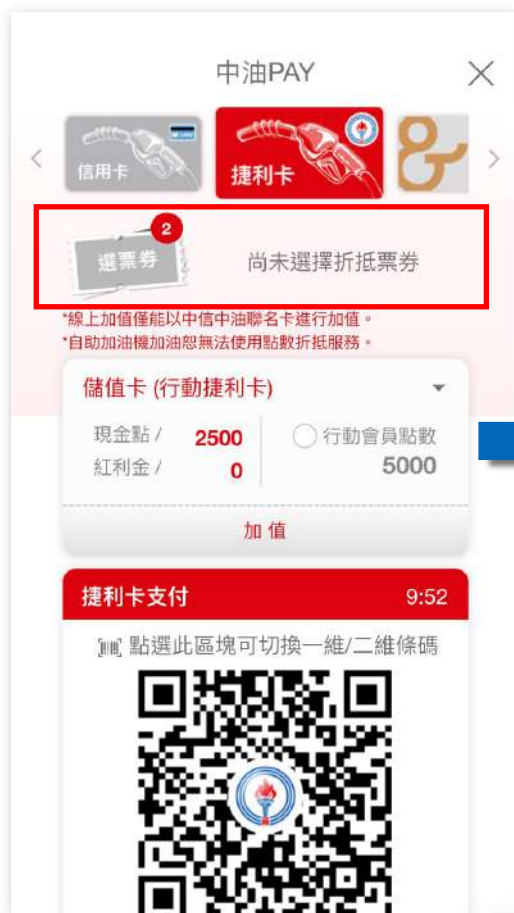 中油PAY
信用卡
捷利卡
2
選票券
尚未選擇折抵票券
*線上加值僅能以中信中油聯名卡進行加值。
*自助加油機加油恕無法使用點數折抵服務。
儲值卡 (行動捷利卡)
現金點 / 2500
行動會員點數
紅利金 / 0
5000
加 值
捷利卡支付 9:52
點選此區塊可切換一維/二維條碼